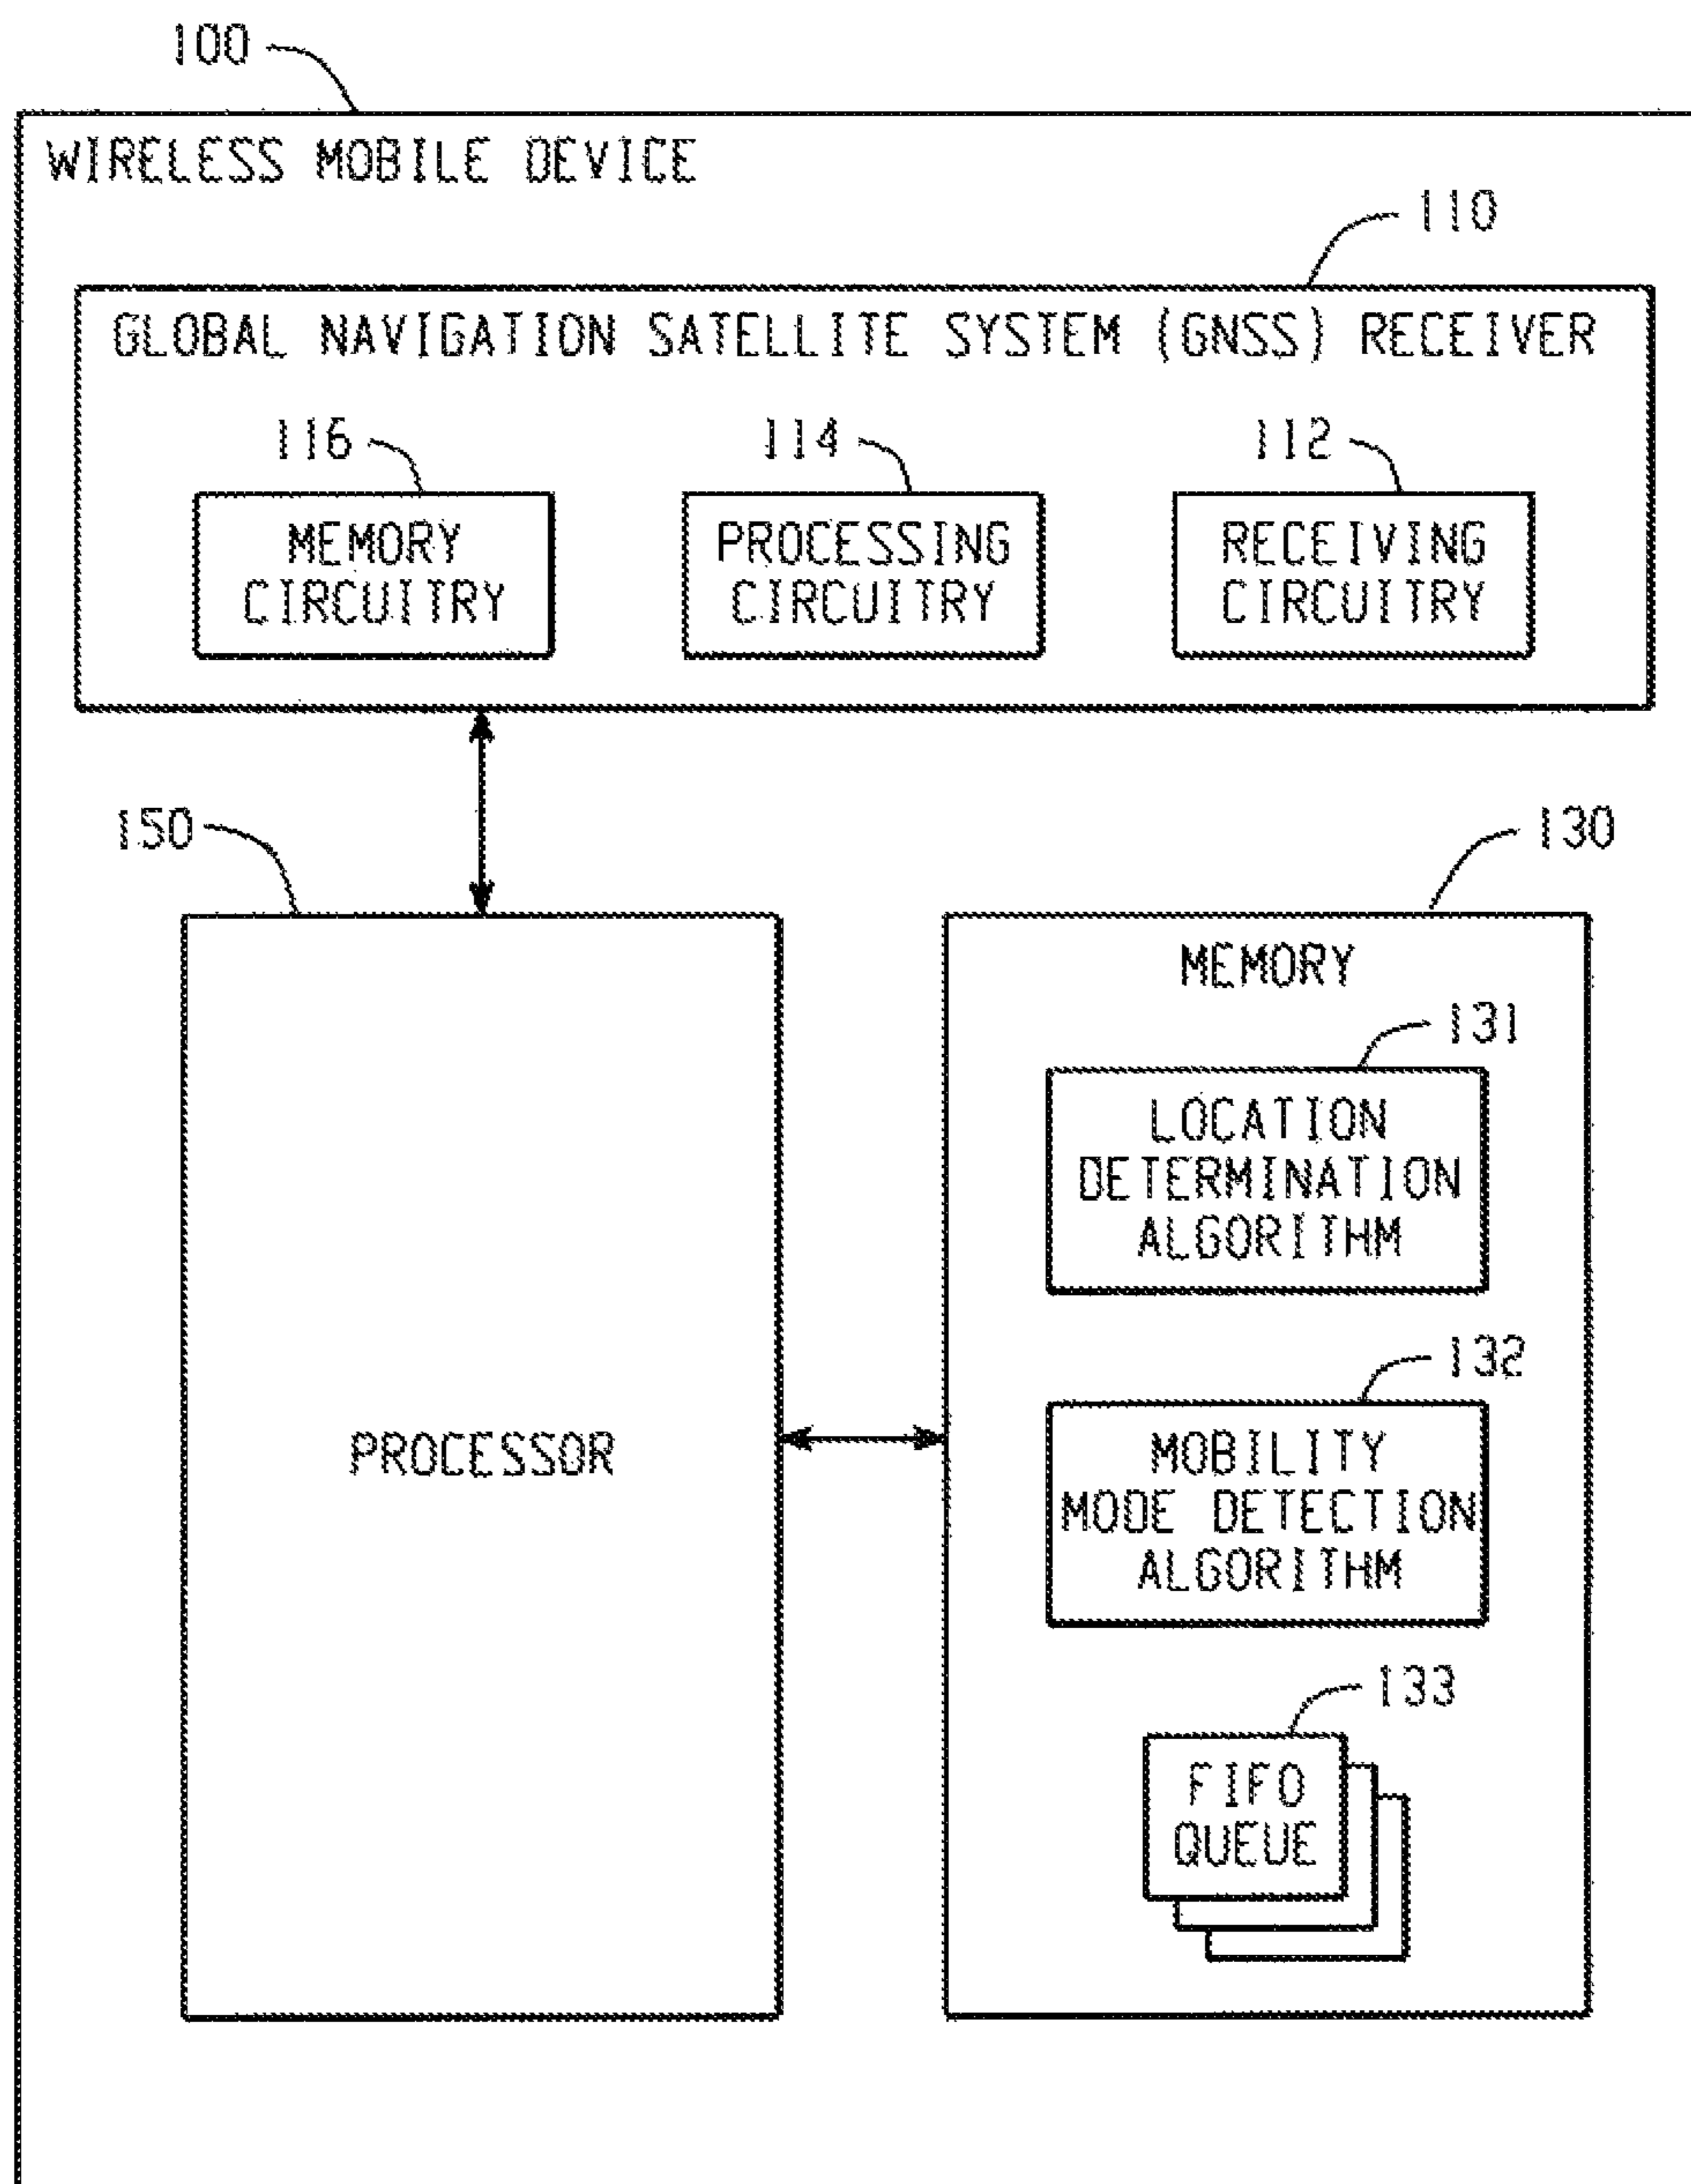 100
WIRELESS MOBILE DEVICE
110
GLOBAL NAVIGATION SATELLITE SYSTEM (GNSS) RECEIVER
116
114
112
MEMORY
CIRCUITRY
PROCESSING
CIRCUITRY
RECEIVING
CIRCUITRY
150
130
PROCESSOR
MEMORY
131
LOCATION
DETERMINATION
ALGORITHM
132
MOBILITY
MODE DETECTION
ALGORITHM
133
FIFO
QUEUE